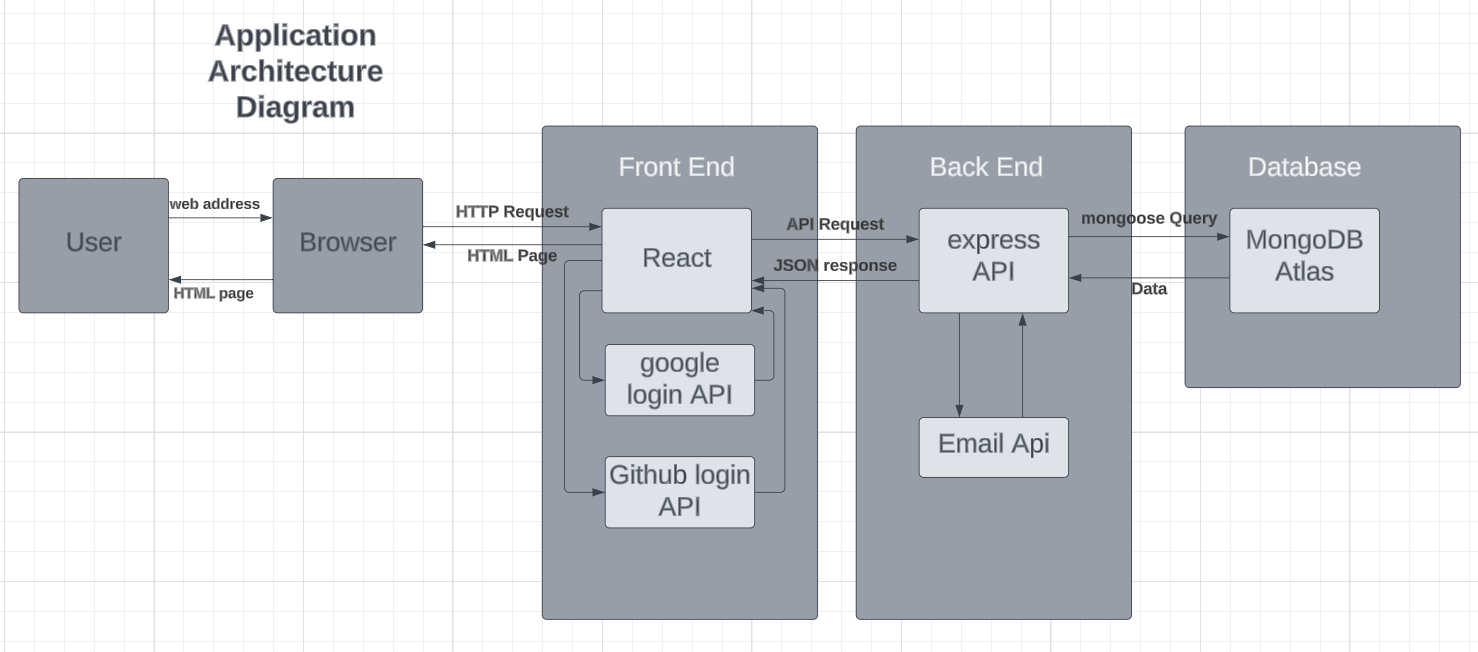 Application
Architecture
Diagram
User
web address
HTML page
Browser
HTTP Request
HTML Page
Front End
React
google
login API
Github login
API
API Request
JSON response
Back End
express
API
Email Api
mongoose Query
Data
Database
MongoDB
Atlas